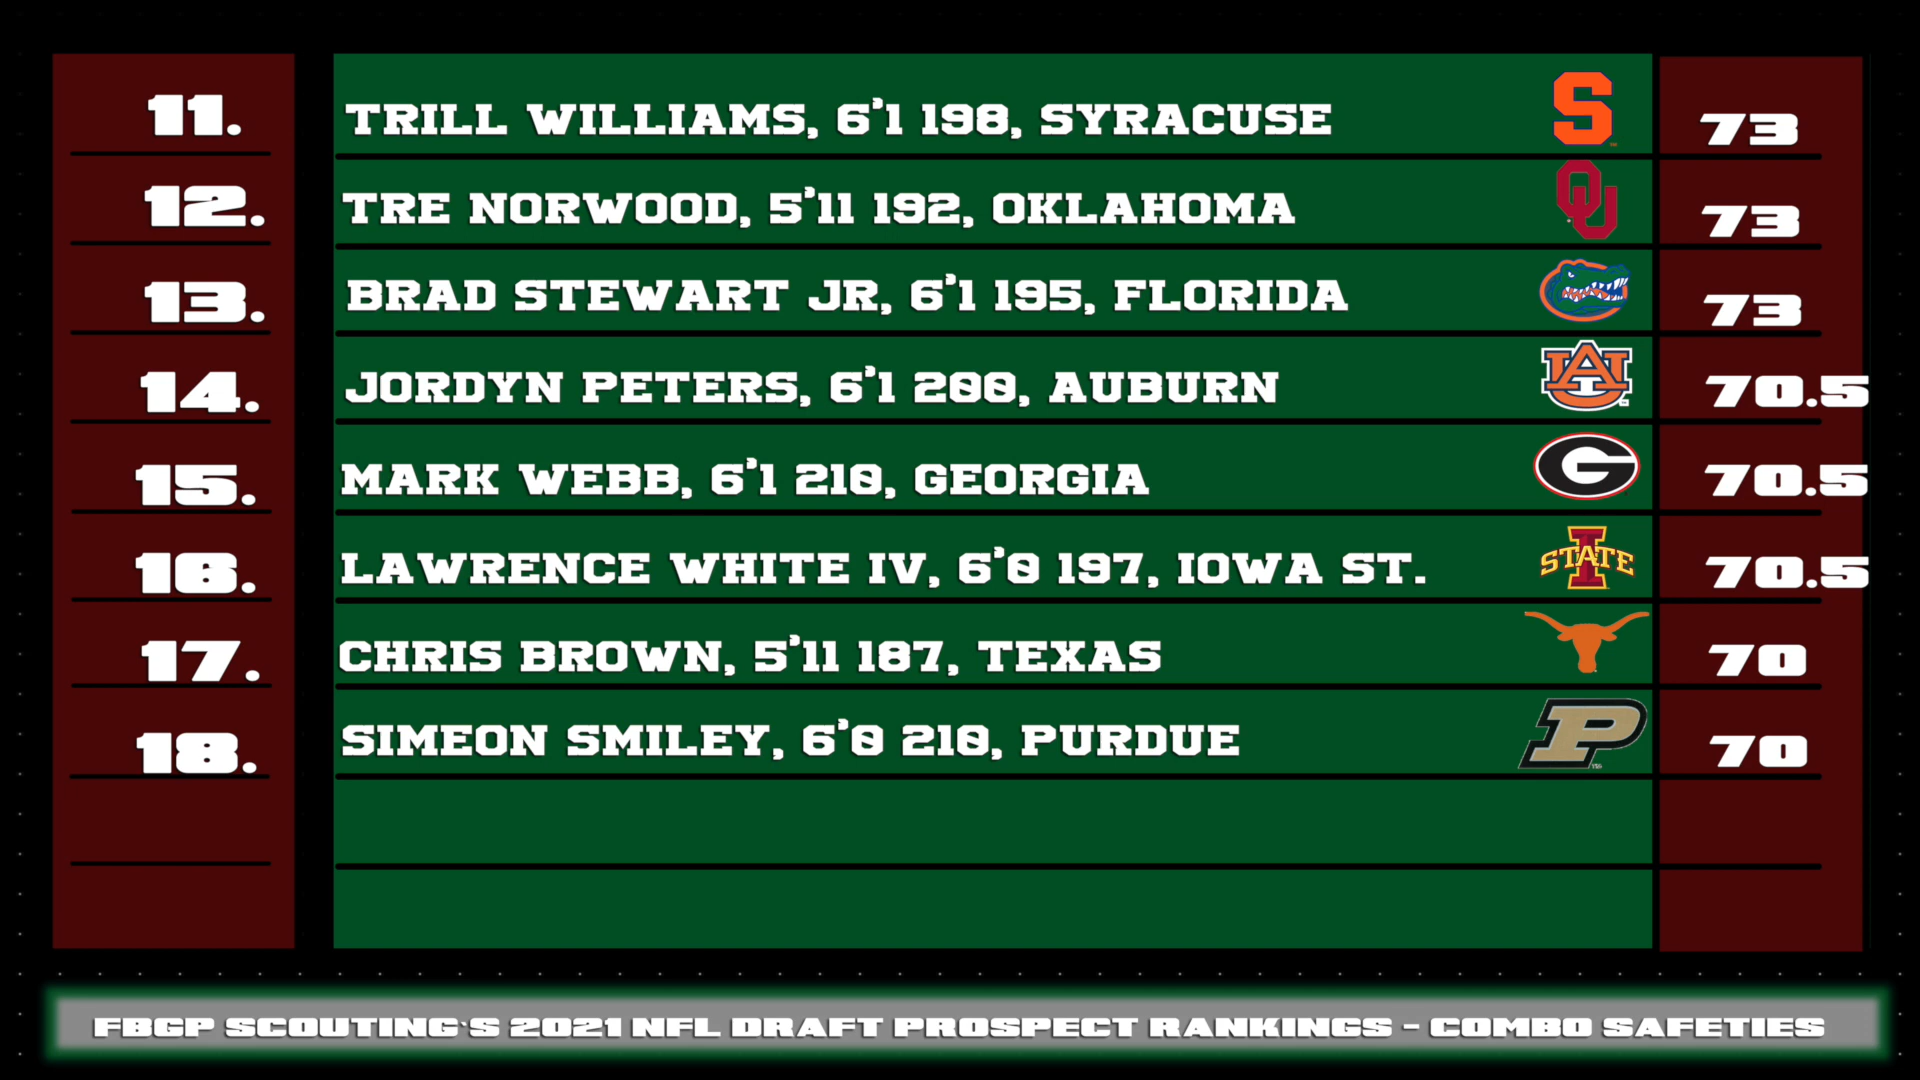 11. TRILL WILLIAMS, 6'1 198, SYRACUSE S 73
12. TRE NORWOOD, 5'11 192, OKLAHOMA OU 73
13. BRAD STEWART JR, 6'1 195, FLORIDA 73
14. JORDYN PETERS, 6'1 200, AUBURN AU 70.5
15. MARK WEBB, 6'1 210, GEORGIA G 70.5
16. LAWRENCE WHITE IV, 6'0 197, IOWA ST. I STATE 70.5
17. CHRIS BROWN, 5'11 187, TEXAS 70
18. SIMEON SMILEY, 6'0 210, PURDUE P 70
FBGP SCOUTING'S 2021 NFL DRAFT PROSPECT RANKINGS - COMBO SAFETIES